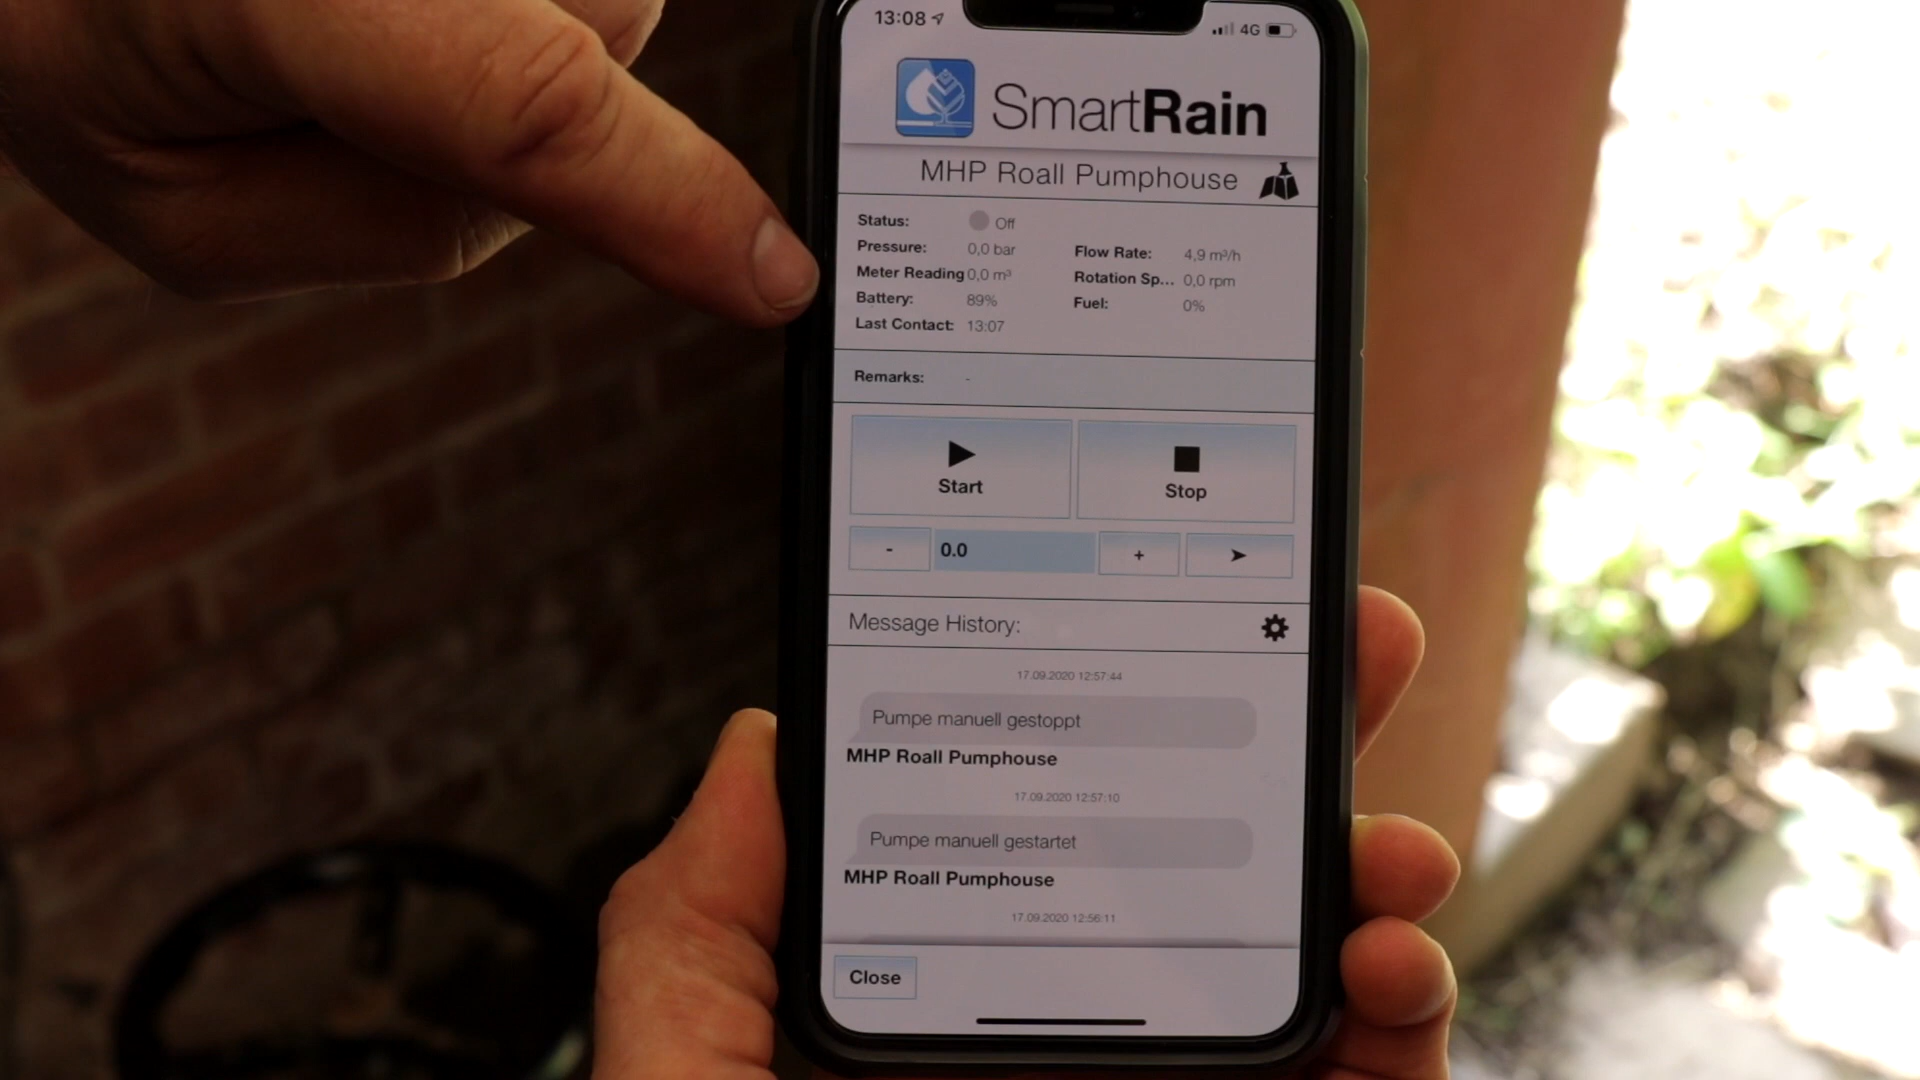 13:08
4G
SmartRain
MHP Roall Pumphouse
Status: Off
Pressure: 0,0 bar Flow Rate: 4,9 m³/h
Meter Reading 0,0 m³ Rotation Sp... 0,0 rpm
Battery: 89% Fuel: 0%
Last Contact: 13:07
Remarks: -
Start Stop
- 0.0 +
Message History:
17.09.2020 12:57:44
Pumpe manuell gestoppt
MHP Roall Pumphouse
17.09.2020 12:57:10
Pumpe manuell gestartet
MHP Roall Pumphouse
17.09.2020 12:56:11
Close